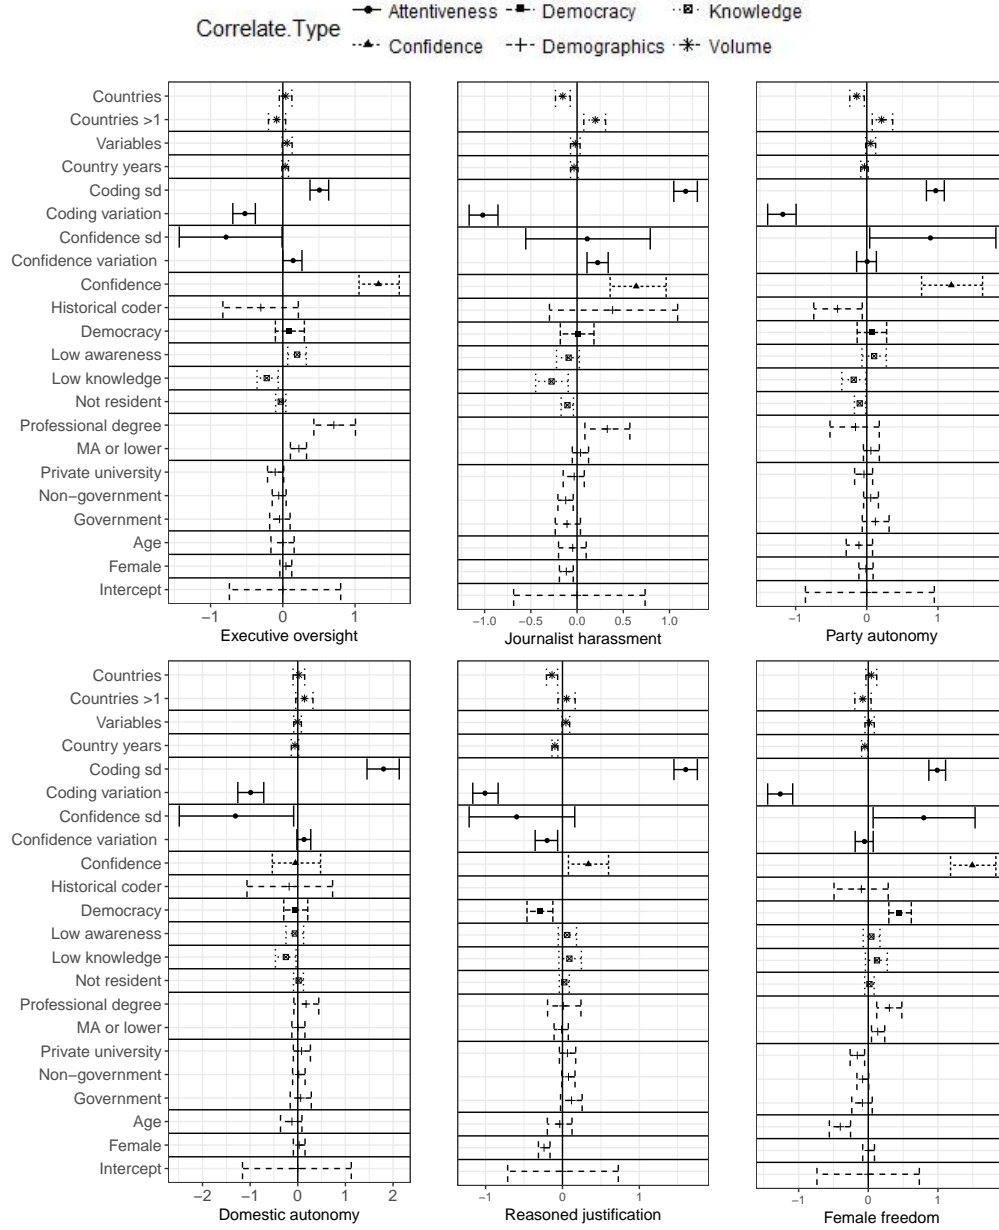 Correlate.Type
Attentiveness Democracy Knowledge
Confidence Demographics Volume
Countries
Countries >1
Variables
Country years
Coding sd
Coding variation
Confidence sd
Confidence variation
Confidence
Historical coder
Democracy
Low awareness
Low knowledge
Not resident
Professional degree
MA or lower
Private university
Non−government
Government
Age
Female
Intercept
−1 0 1
Executive oversight
−1.0 −0.5 0.0 0.5 1.0
Journalist harassment
−1 0 1
Party autonomy
Countries
Countries >1
Variables
Country years
Coding sd
Coding variation
Confidence sd
Confidence variation
Confidence
Historical coder
Democracy
Low awareness
Low knowledge
Not resident
Professional degree
MA or lower
Private university
Non−government
Government
Age
Female
Intercept
−2 −1 0 1 2
Domestic autonomy
−1 0 1
Reasoned justification
−1 0 1
Female freedom